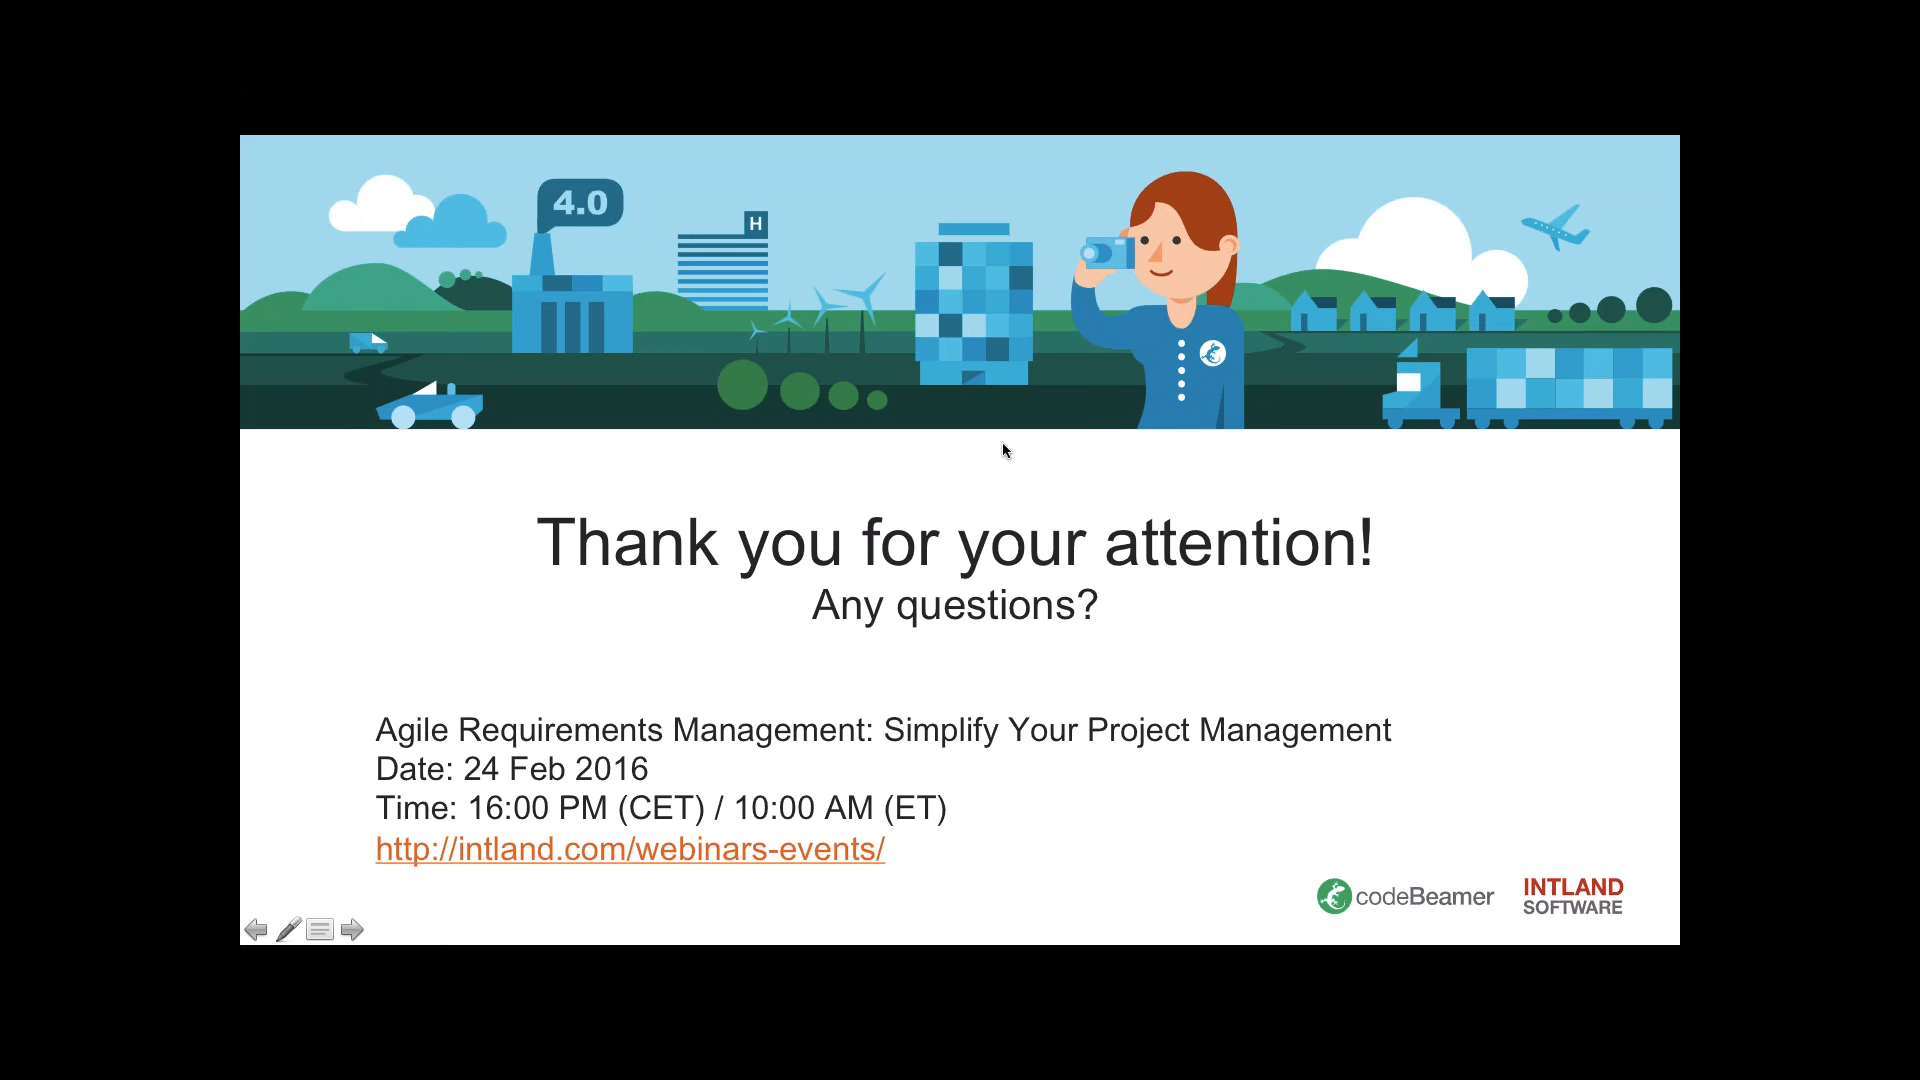 4.0
H
Thank you for your attention!
Any questions?
Agile Requirements Management: Simplify Your Project Management
Date: 24 Feb 2016
Time: 16:00 PM (CET) / 10:00 AM (ET)
http://intland.com/webinars-events/
codeBeamer
INTLAND
SOFTWARE